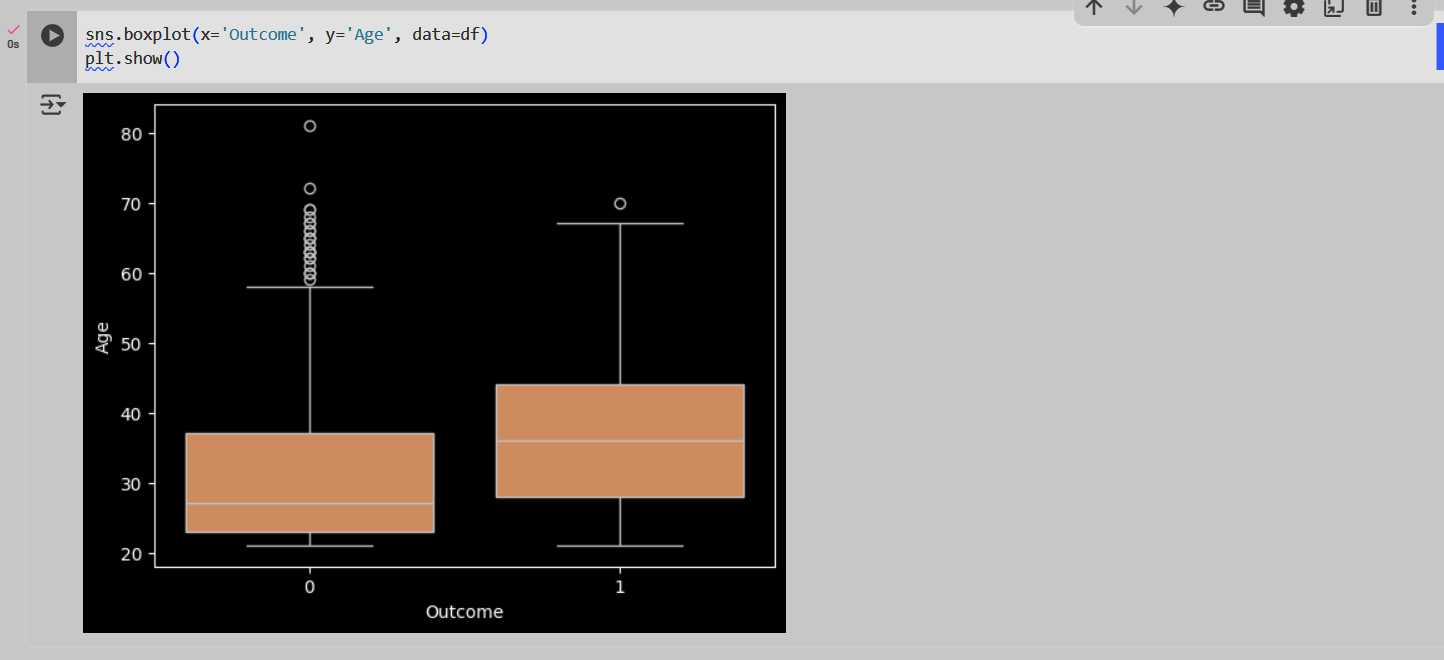 sns.boxplot(x='Outcome', y='Age', data=df)
plt.show()
0s
80
70
60
50
40
30
20
Age
0 1
Outcome